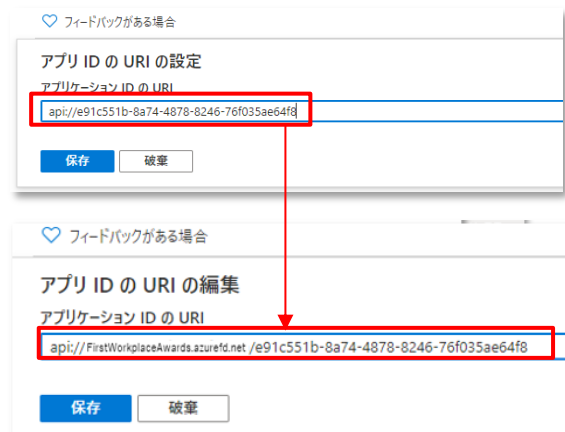 フィードバックがある場合
アプリ ID の URI の設定
アプリケーション ID の URI
api://e91c551b-8a74-4878-8246-76f035ae64f8
保存 破棄
フィードバックがある場合
アプリ ID の URI の編集
アプリケーション ID の URI
api://FirstWorkplaceAwards.azurefd.net /e91c551b-8a74-4878-8246-76f035ae64f8
保存 破棄